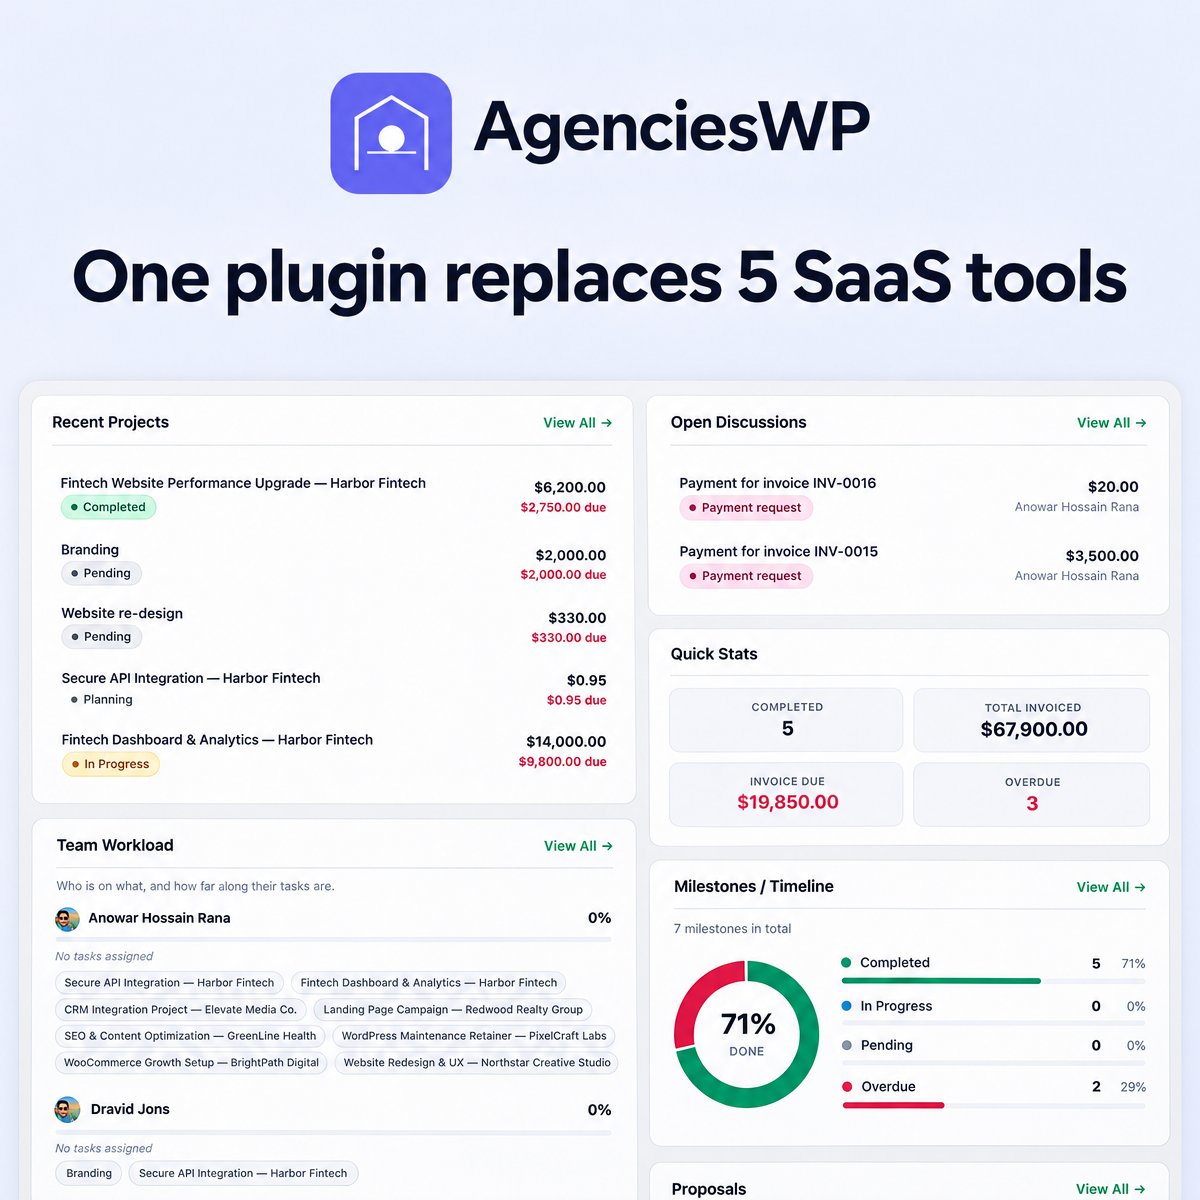 AgenciesWP
One plugin replaces 5 SaaS tools
Recent Projects
View All →
Fintech Website Performance Upgrade — Harbor Fintech
$6,200.00
Completed
$2,750.00 due
Branding
$2,000.00
Pending
$2,000.00 due
Website re-design
$330.00
Pending
$330.00 due
Secure API Integration — Harbor Fintech
$0.95
Planning
$0.95 due
Fintech Dashboard & Analytics — Harbor Fintech
$14,000.00
In Progress
$9,800.00 due
Team Workload
View All →
Who is on what, and how far along their tasks are.
Anowar Hossain Rana
0%
No tasks assigned
Secure API Integration — Harbor Fintech
Fintech Dashboard & Analytics — Harbor Fintech
CRM Integration Project — Elevate Media Co.
Landing Page Campaign — Redwood Realty Group
SEO & Content Optimization — GreenLine Health
WordPress Maintenance Retainer — PixelCraft Labs
WooCommerce Growth Setup — BrightPath Digital
Website Redesign & UX — Northstar Creative Studio
Dravid Jons
0%
No tasks assigned
Branding
Secure API Integration — Harbor Fintech
Open Discussions
View All →
Payment for invoice INV-0016
$20.00
Payment request
Anowar Hossain Rana
Payment for invoice INV-0015
$3,500.00
Payment request
Anowar Hossain Rana
Quick Stats
COMPLETED
5
TOTAL INVOICED
$67,900.00
INVOICE DUE
$19,850.00
OVERDUE
3
Milestones / Timeline
View All →
7 milestones in total
71%
DONE
Completed 5 71%
In Progress 0 0%
Pending 0 0%
Overdue 2 29%
Proposals
View All →